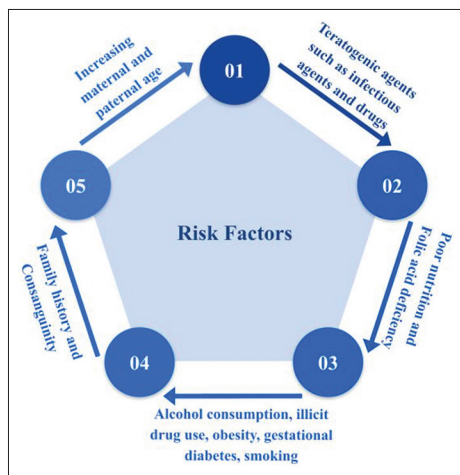 01
Teratogenic agents
such as infectious
agents and drugs
02
Poor nutrition and
Folic acid deficiency
03
Alcohol consumption, illicit
drug use, obesity, gestational
diabetes, smoking
04
Family history and
Consanguinity
05
Increasing
maternal and
paternal age
Risk Factors